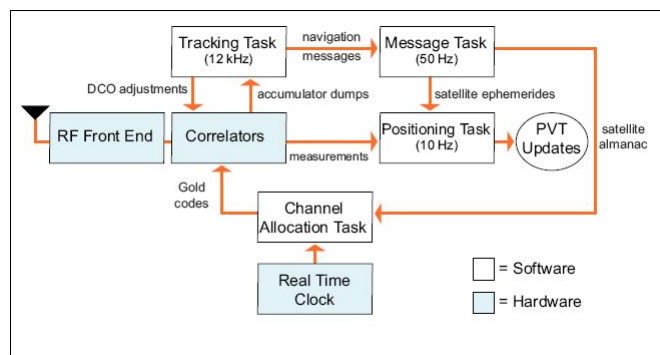 Tracking Task
(12 kHz)
navigation
messages
Message Task
(50 Hz)
DCO adjustments
accumulator dumps
satellite ephemerides
RF Front End
Correlators
measurements
Positioning Task
(10 Hz)
PVT
Updates
satellite
almanac
Gold
codes
Channel
Allocation Task
Real Time
Clock
= Software
= Hardware